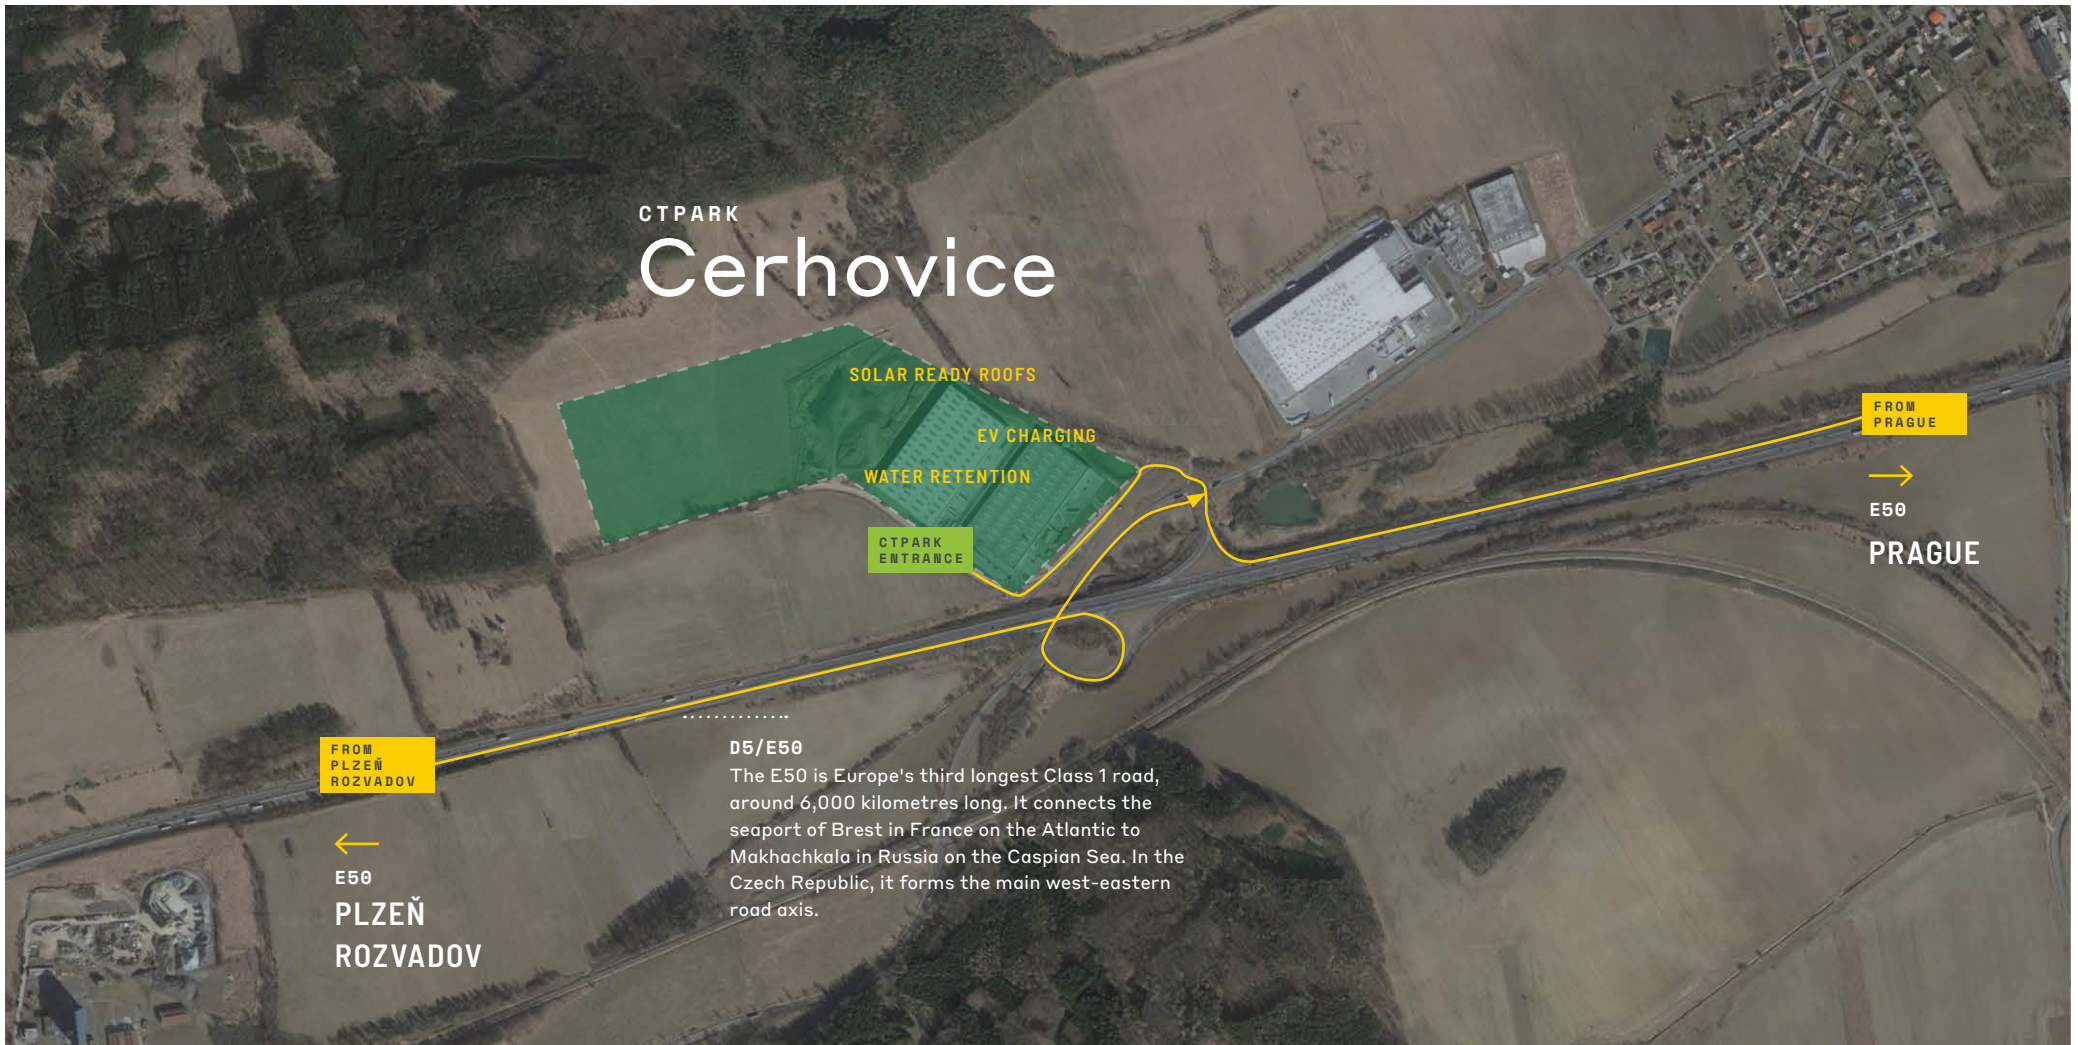 CTPARK
Cerhovice
SOLAR READY ROOFS
EV CHARGING
WATER RETENTION
CTPARK
ENTRANCE
FROM
PRAGUE
E50
PRAGUE
FROM
PLZEŇ
ROZVADOV
E50
PLZEŇ
ROZVADOV
D5/E50
The E50 is Europe's third longest Class 1 road,
around 6,000 kilometres long. It connects the
seaport of Brest in France on the Atlantic to
Makhachkala in Russia on the Caspian Sea. In the
Czech Republic, it forms the main west-eastern
road axis.